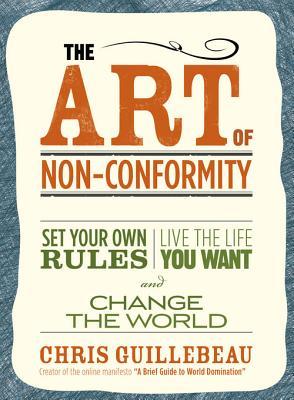 THE
ART
OF
NON-CONFORMITY
SET YOUR OWN
RULES
LIVE THE LIFE
YOU WANT
and
CHANGE
THE WORLD
CHRIS GUILLEBEAU
Creator of the online manifesto "A Brief Guide to World Domination"